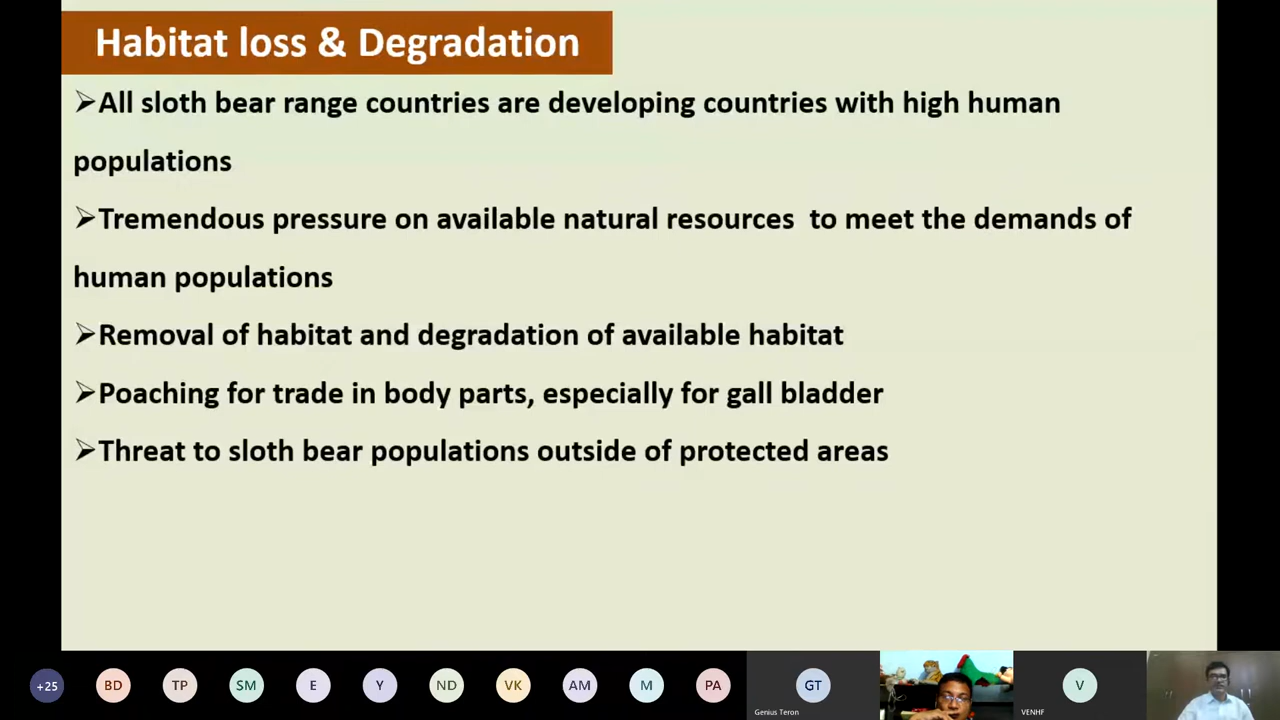 Habitat loss & Degradation
➢All sloth bear range countries are developing countries with high human
populations
➢Tremendous pressure on available natural resources  to meet the demands of
human populations
➢Removal of habitat and degradation of available habitat
➢Poaching for trade in body parts, especially for gall bladder
➢Threat to sloth bear populations outside of protected areas
+25 BD TP SM E Y ND VK AM M PA GT V
Genius Teron VENHF